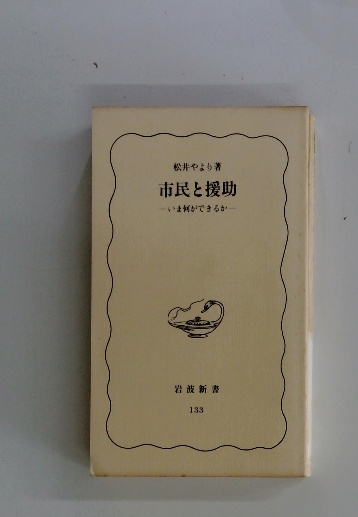 松井やより著
市民と援助
—いま何ができるか—
岩波新書
133